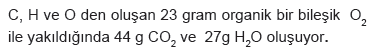 C, H ve O den oluşan 23 gram organik bir bileşik O₂
ile yakıldığında 44 g CO₂ ve 27g H₂O oluşuyor.